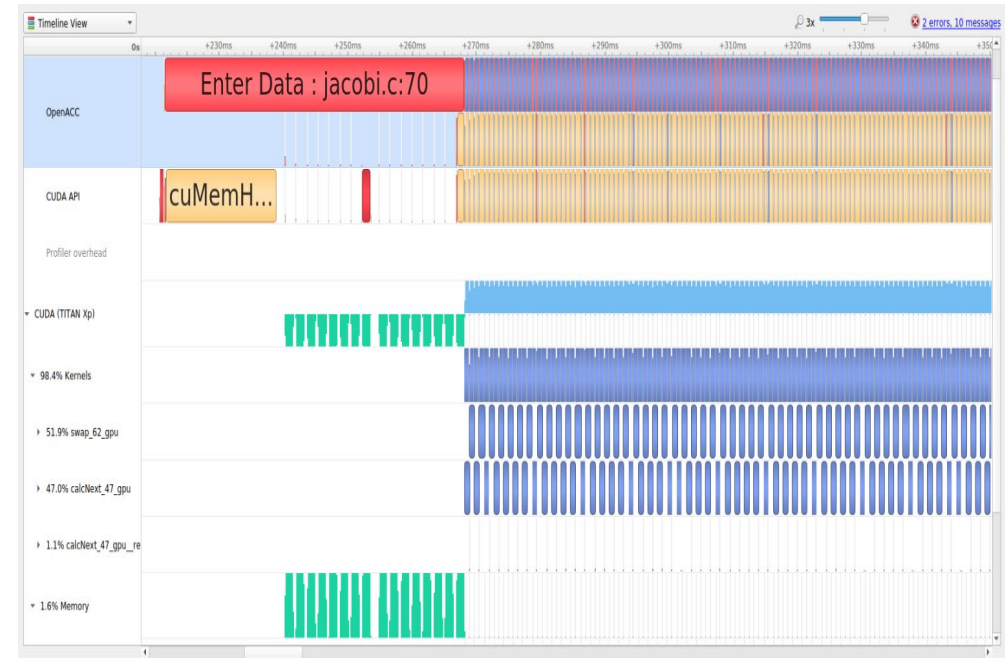 Timeline View
3x
2 errors, 10 messages
0s +230ms +240ms +250ms +260ms +270ms +280ms +290ms +300ms +310ms +320ms +330ms +340ms
OpenACC
Enter Data : jacobi.c:70
CUDA API
cuMemH...
Profiler overhead
CUDA (TITAN Xp)
98.4% Kernels
51.9% swap_62_gpu
47.0% calcNext_47_gpu
1.1% calcNext_47_gpu__re
1.6% Memory